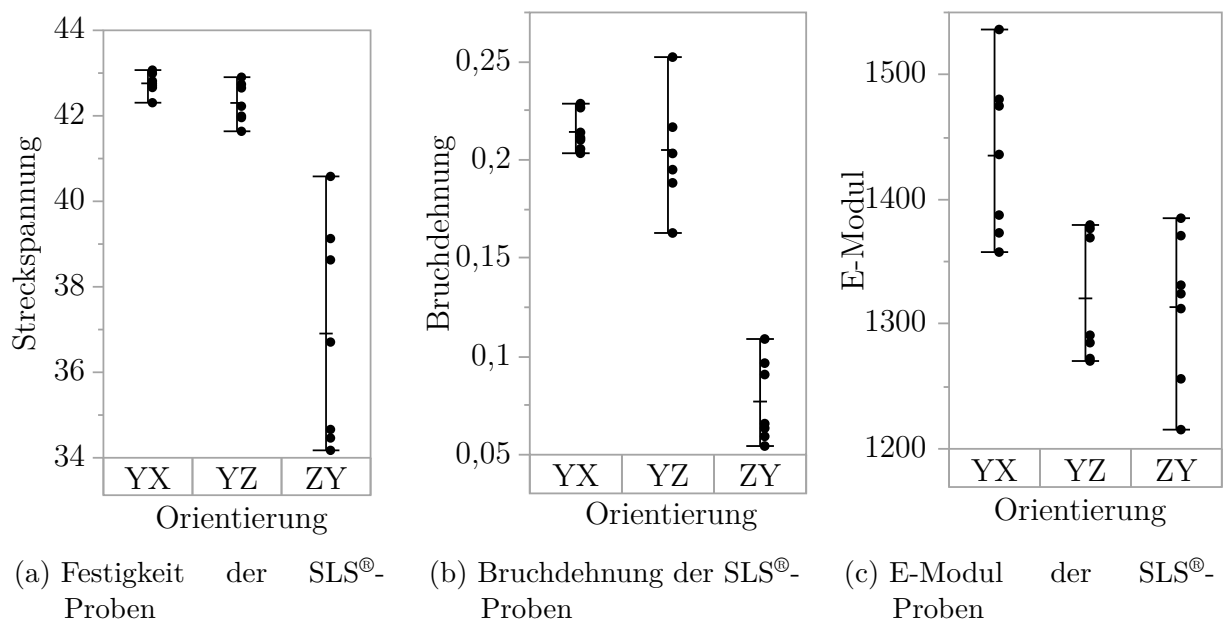 44
42
40
38
36
34
Streckspannung
YX YZ ZY
Orientierung
(a) Festigkeit der SLS®-
Proben
0,25
0,2
0,15
0,1
0,05
Bruchdehnung
YX YZ ZY
Orientierung
(b) Bruchdehnung der SLS®-
Proben
1500
1400
1300
1200
E-Modul
YX YZ ZY
Orientierung
(c) E-Modul der SLS®-
Proben